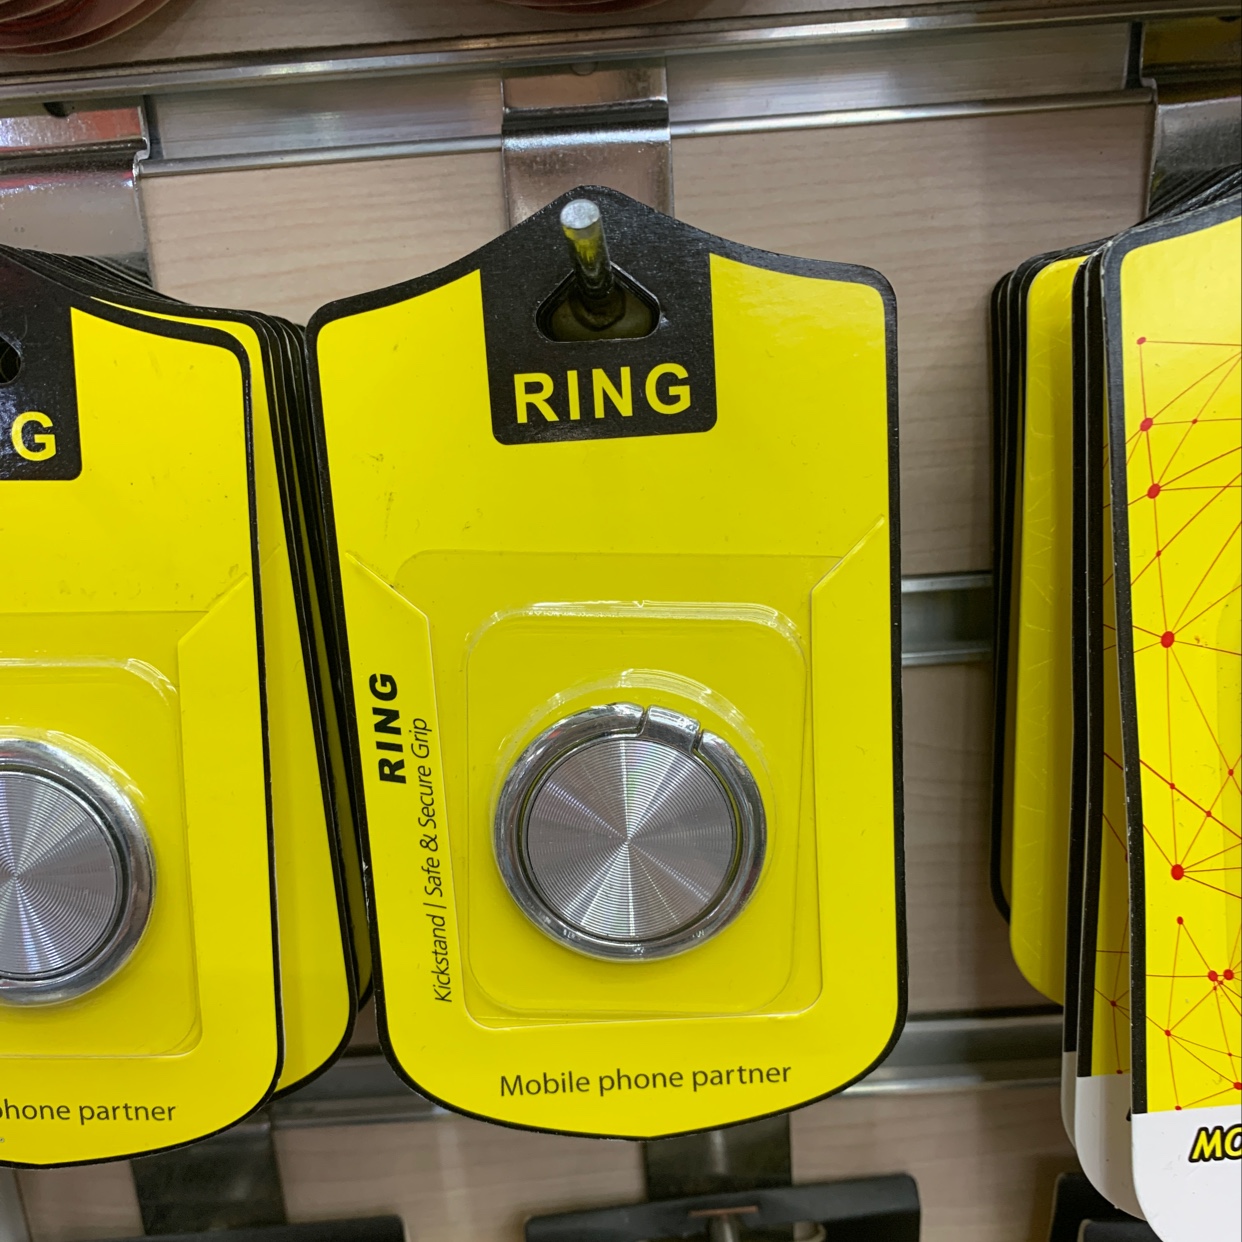 RING
RING
Kickstand | Safe & Secure Grip
Mobile phone partner
G
phone partner
MO